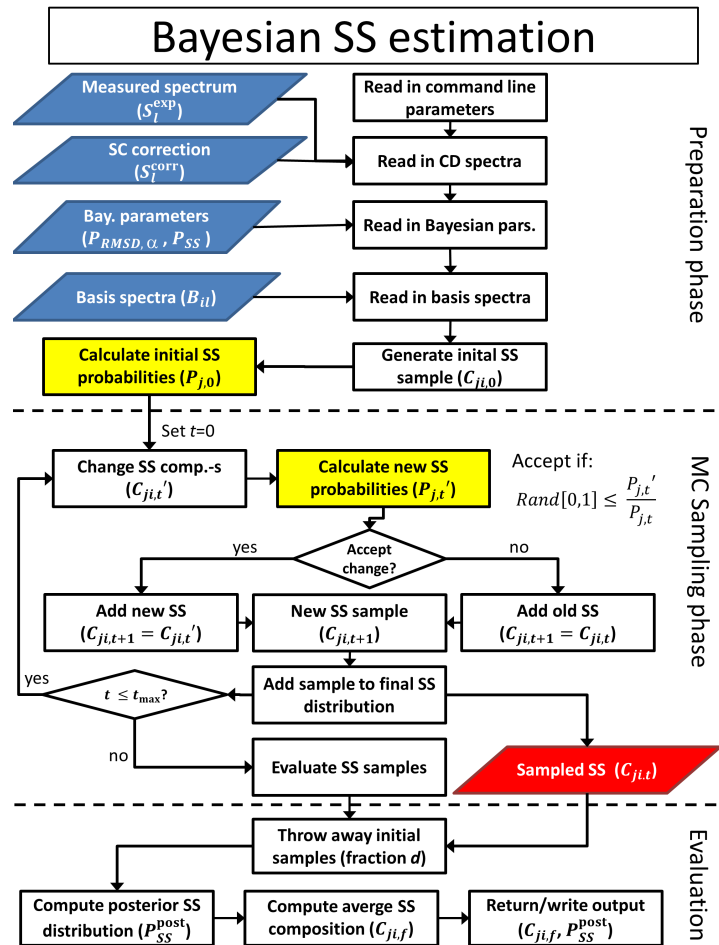 Bayesian SS estimation
Measured spectrum
(S_l^exp)
Read in command line
parameters
SC correction
(S_l^corr)
Read in CD spectra
Bay. parameters
(P_RMSD,α , P_SS )
Read in Bayesian pars.
Basis spectra (B_il)
Read in basis spectra
Calculate initial SS
probabilities (P_j,0)
Generate inital SS
sample (C_ji,0)
Preparation phase
Set t=0
Change SS comp.-s
(C_ji,t′)
Calculate new SS
probabilities (P_j,t′)
Accept if:
Rand[0,1] ≤ P_j,t′ / P_j,t
yes
Accept
change?
no
Add new SS
(C_ji,t+1 = C_ji,t′)
New SS sample
(C_ji,t+1)
Add old SS
(C_ji,t+1 = C_ji,t)
MC Sampling phase
yes
t ≤ t_max?
Add sample to final SS
distribution
no
Evaluate SS samples
Sampled SS (C_ji.t)
Throw away initial
samples (fraction d)
Compute posterior SS
distribution (P_SS^post)
Compute averge SS
composition (C_ji,f)
Return/write output
(C_ji,f, P_SS^post)
Evaluation